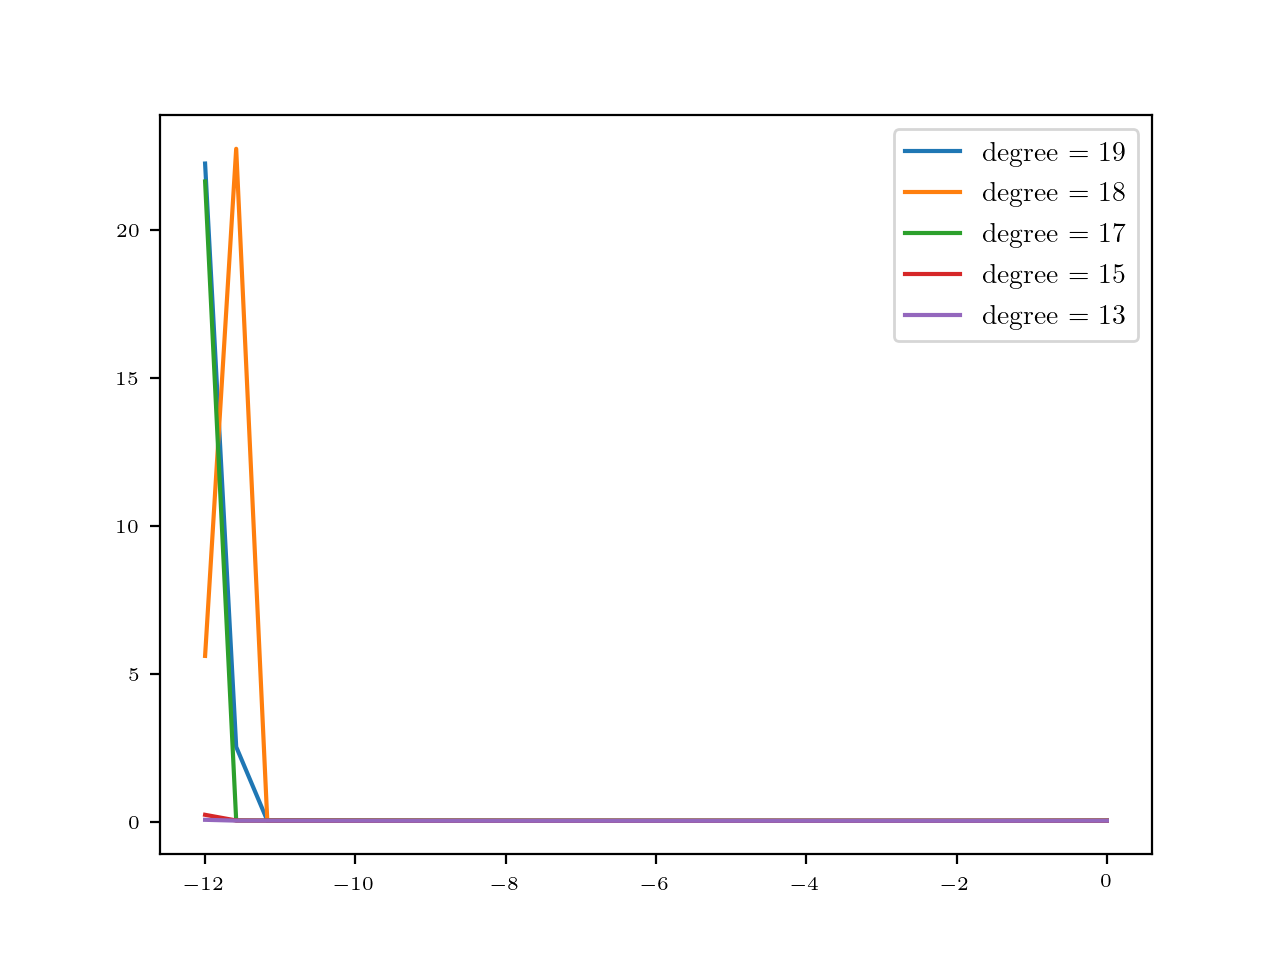 degree = 19
degree = 18
degree = 17
degree = 15
degree = 13
20
15
10
5
0
−12 −10 −8 −6 −4 −2 0